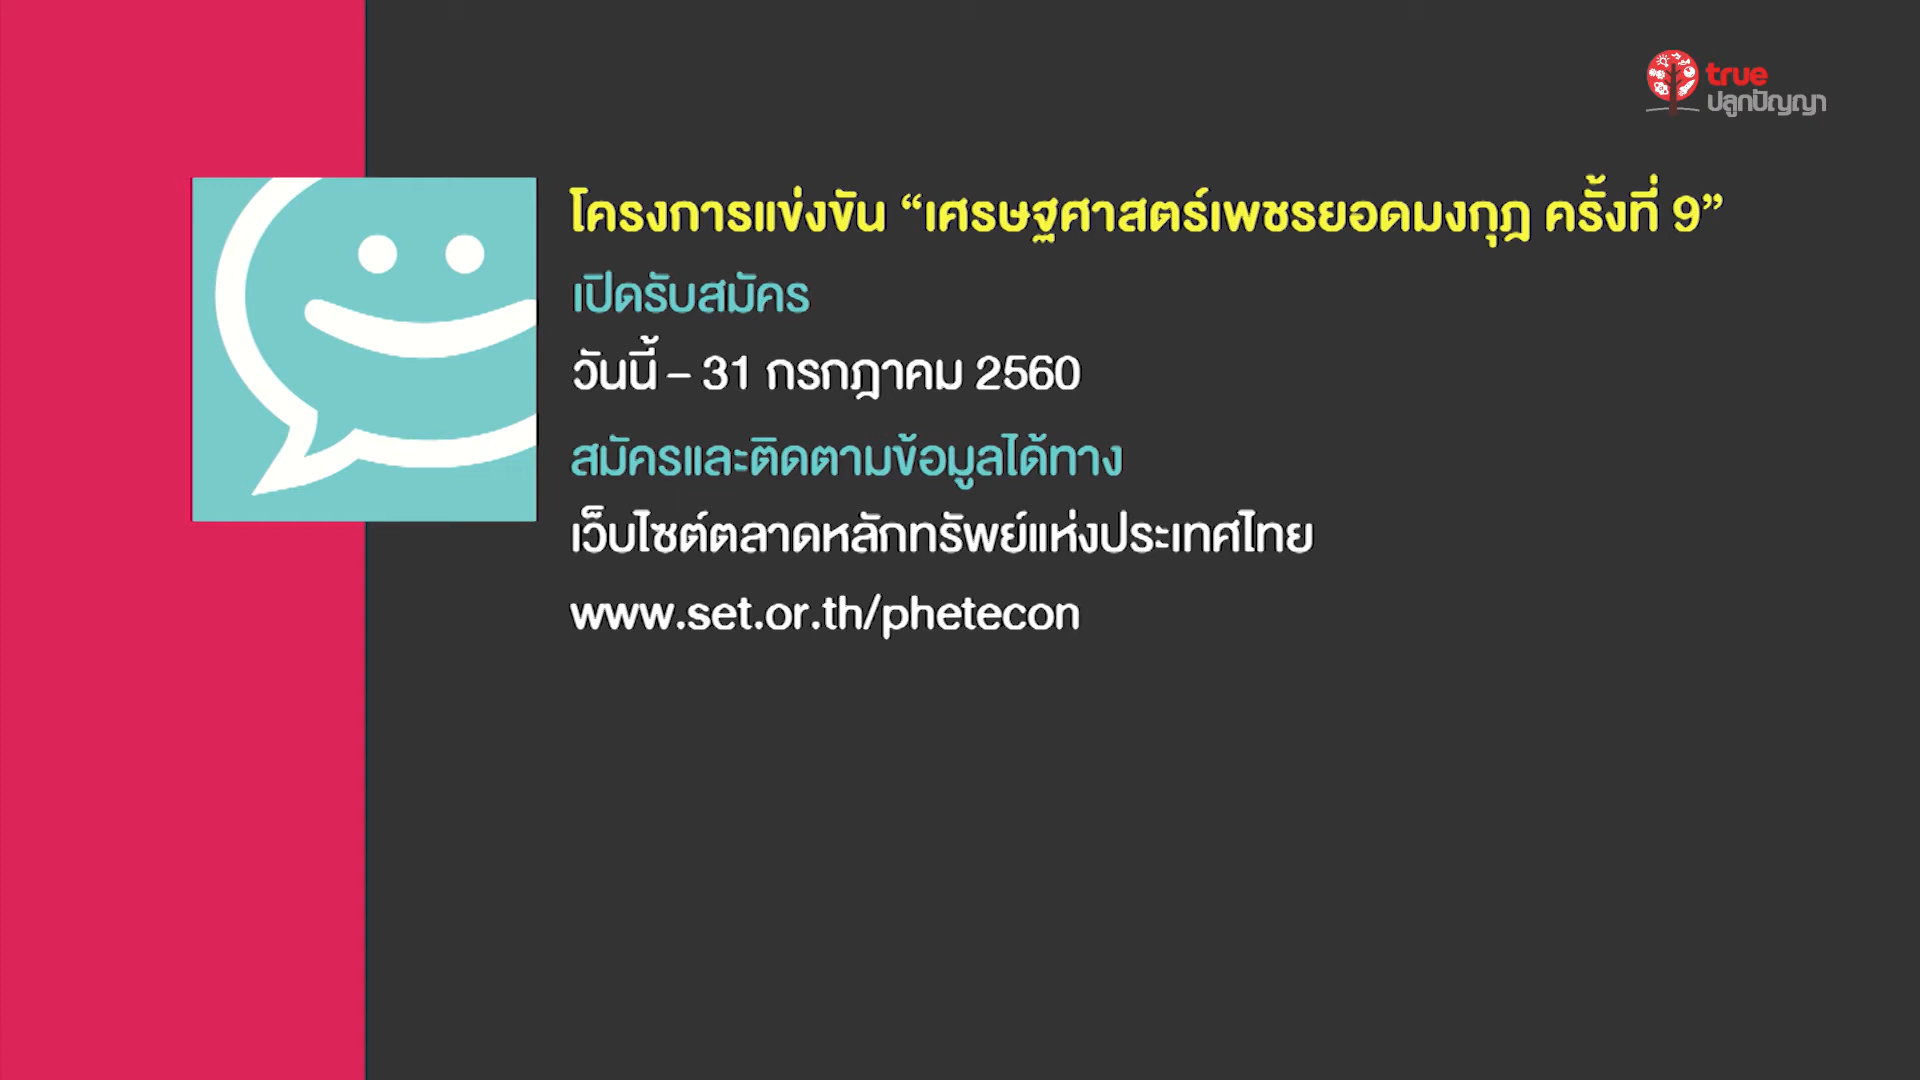 true
ปลูกปัญญา
โครงการแข่งขัน “เศรษฐศาสตร์เพชรยอดมงกุฎ ครั้งที่ 9”
เปิดรับสมัคร
วันนี้ – 31 กรกฎาคม 2560
สมัครและติดตามข้อมูลได้ทาง
เว็บไซต์ตลาดหลักทรัพย์แห่งประเทศไทย
www.set.or.th/phetecon